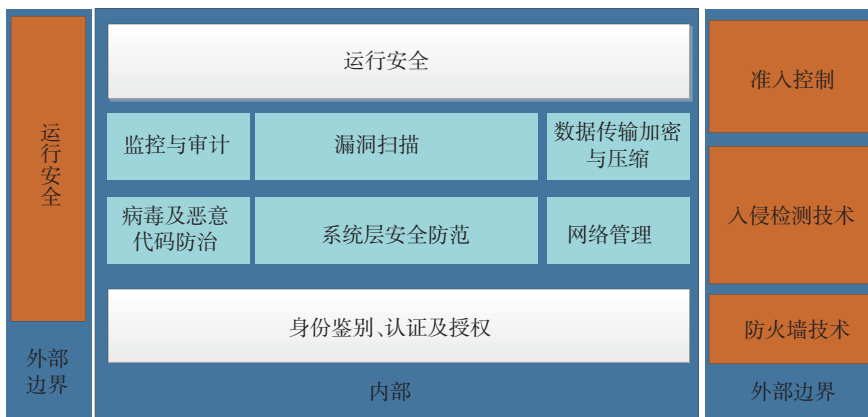 运行安全
外部
边界
运行安全
监控与审计
漏洞扫描
数据传输加密
与压缩
病毒及恶意
代码防治
系统层安全防范
网络管理
身份鉴别、认证及授权
内部
准入控制
入侵检测技术
防火墙技术
外部边界